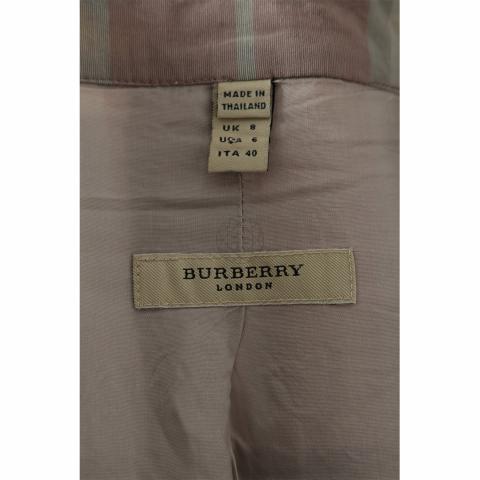 MADE IN
THAILAND
UK 8
USA 6
ITA 40
BURBERRY
LONDON